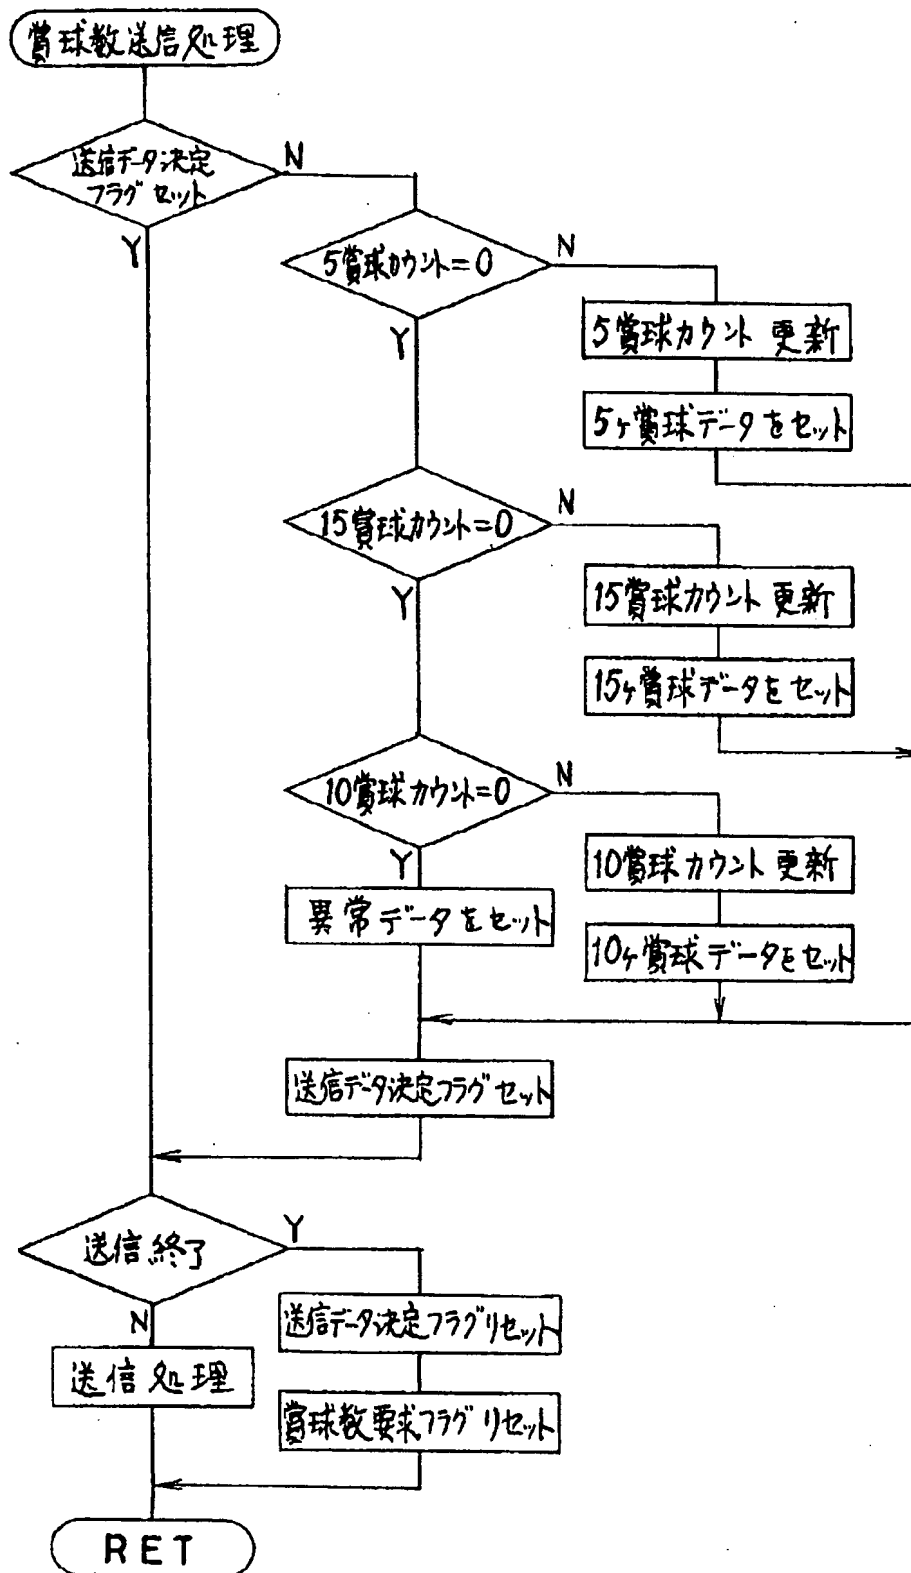 賞球数送信処理
送信データ決定
フラグセット
N
Y
5賞球カウント=0
N
Y
5賞球カウント更新
5ヶ賞球データをセット
15賞球カウント=0
N
Y
15賞球カウント更新
15ヶ賞球データをセット
10賞球カウント=0
N
Y
10賞球カウント更新
異常データをセット
10ヶ賞球データをセット
送信データ決定フラグセット
送信終了
Y
N
送信データ決定フラグリセット
送信処理
賞球数要求フラグリセット
RET